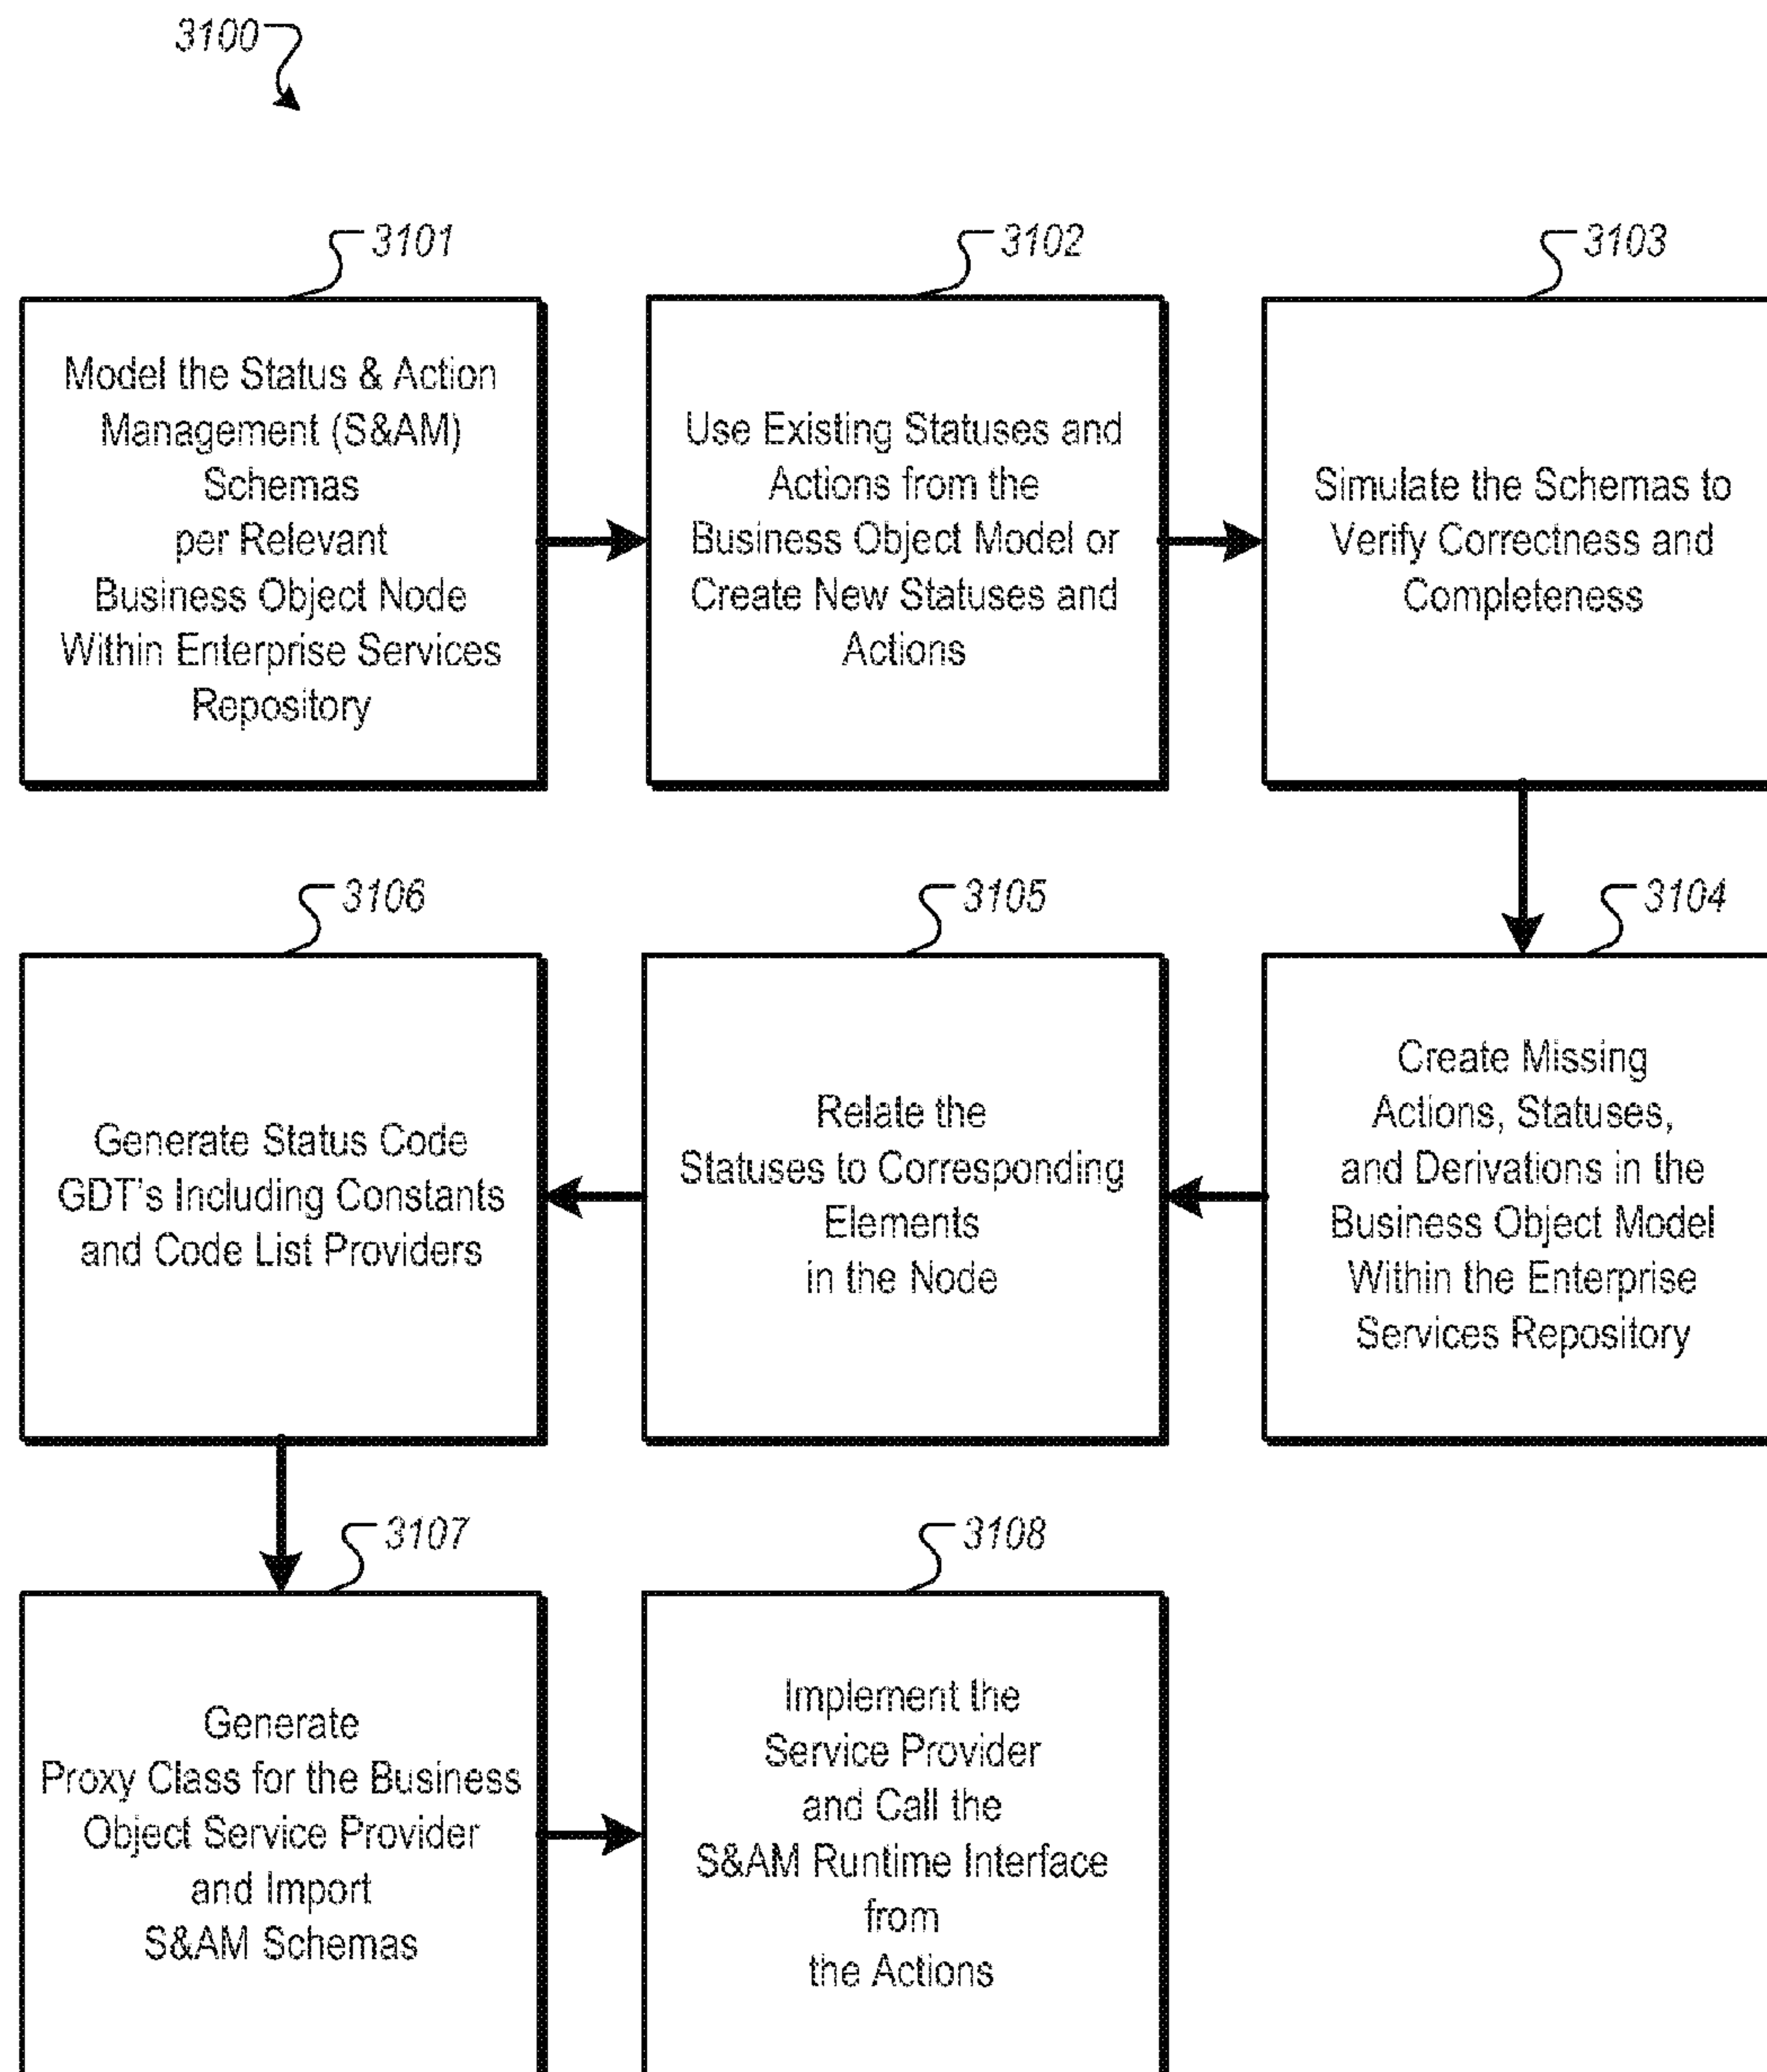 3100
3101
Model the Status & Action
Management (S&AM)
Schemas
per Relevant
Business Object Node
Within Enterprise Services
Repository
3102
Use Existing Statuses and
Actions from the
Business Object Model or
Create New Statuses and
Actions
3103
Simulate the Schemas to
Verify Correctness and
Completeness
3104
Create Missing
Actions, Statuses,
and Derivations in the
Business Object Model
Within the Enterprise
Services Repository
3105
Relate the
Statuses to Corresponding
Elements
in the Node
3106
Generate Status Code
GDT's Including Constants
and Code List Providers
3107
Generate
Proxy Class for the Business
Object Service Provider
and Import
S&AM Schemas
3108
Implement the
Service Provider
and Call the
S&AM Runtime Interface
from
the Actions